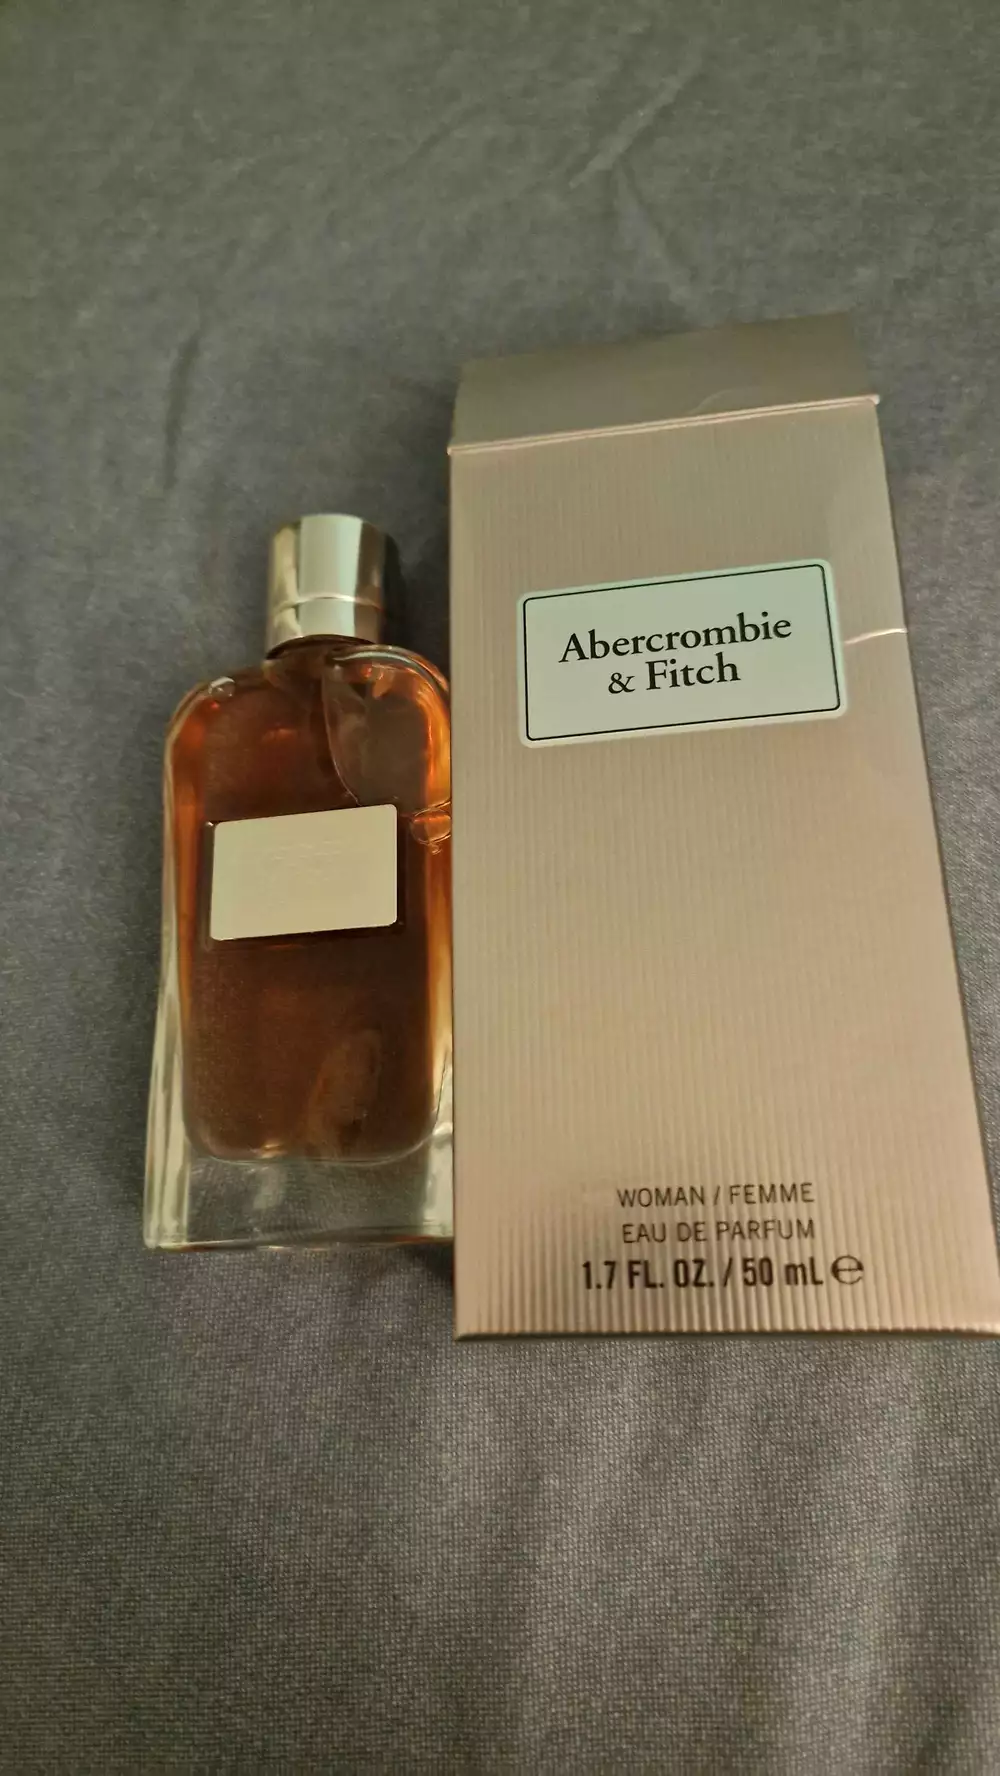 Abercrombie
& Fitch
WOMAN / FEMME
EAU DE PARFUM
1.7 FL. OZ. / 50 mL ℮